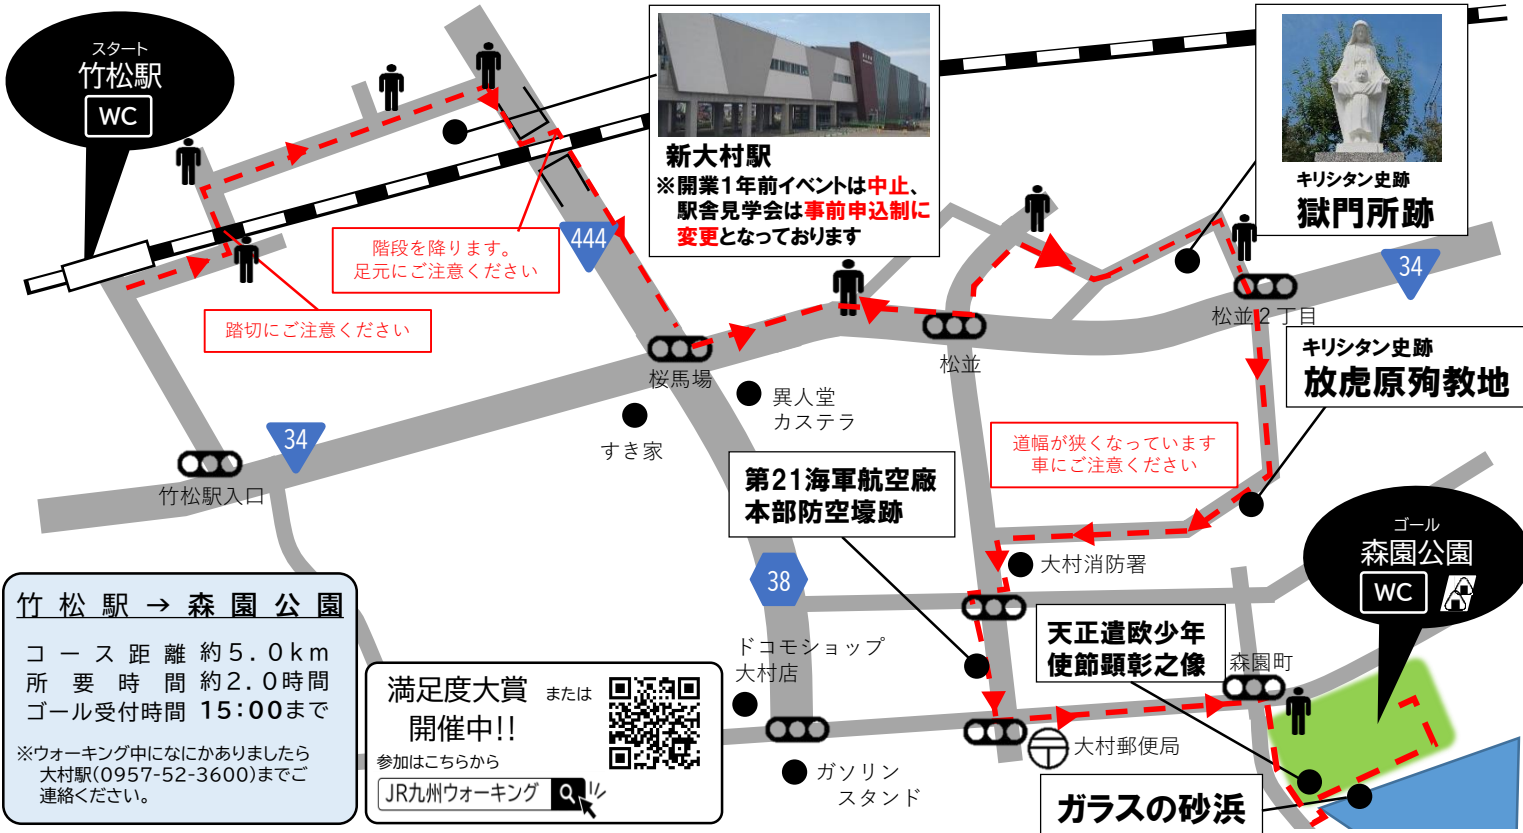 スタート
竹松駅
WC
新大村駅
※開業1年前イベントは中止、
駅舎見学会は事前申込制に
変更となっております
キリシタン史跡
獄門所跡
階段を降ります。
足元にご注意ください
444
34
踏切にご注意ください
松並2丁目
桜馬場
松並
キリシタン史跡
放虎原殉教地
異人堂
カステラ
すき家
34
竹松駅入口
道幅が狭くなっています
車にご注意ください
第21海軍航空廠
本部防空壕跡
ゴール
森園公園
WC
大村消防署
38
竹松駅→森園公園
コース距離 約5.0km
所要時間 約2.0時間
ゴール受付時間 15:00まで
※ウォーキング中になにかありましたら
大村駅(0957-52-3600)までご
連絡ください。
満足度大賞 または
開催中!!
参加はこちらから
JR九州ウォーキング
ドコモショップ
大村店
天正遣欧少年
使節顕彰之像
森園町
大村郵便局
ガソリン
スタンド
ガラスの砂浜